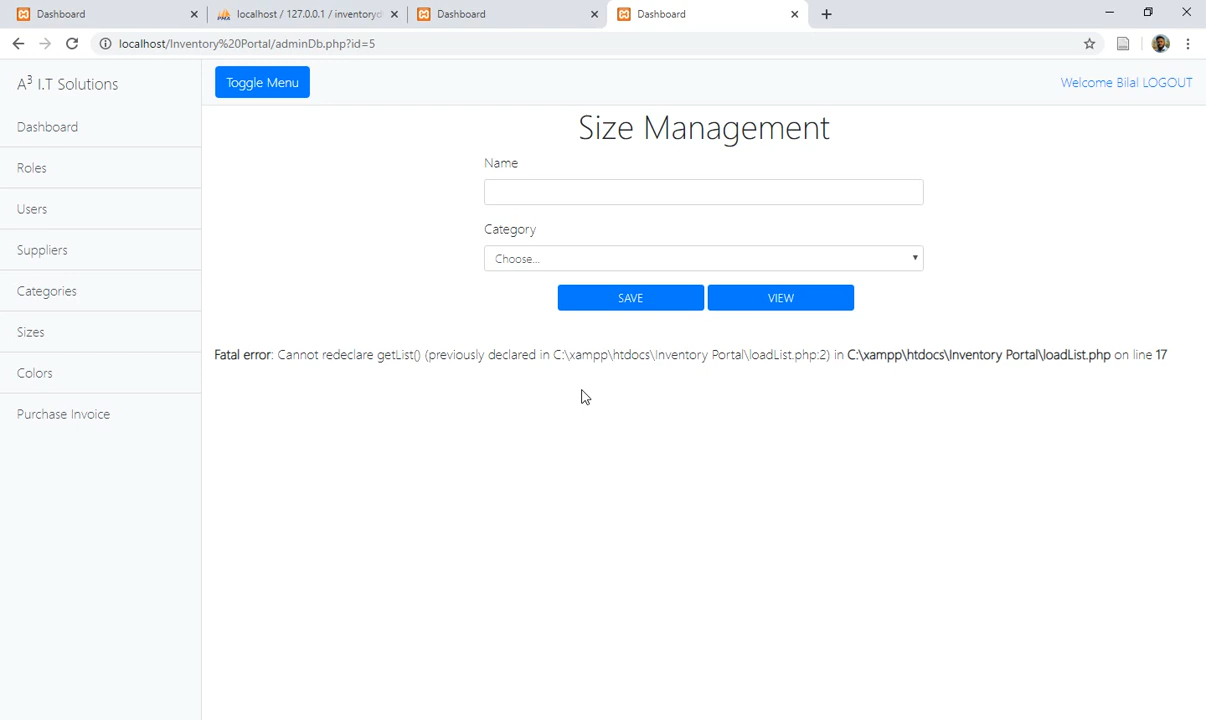 Dashboard
localhost / 127.0.0.1 / inventoryd
Dashboard
Dashboard
localhost/Inventory%20Portal/adminDb.php?id=5
A³ I.T Solutions
Toggle Menu
Welcome Bilal LOGOUT
Dashboard
Roles
Users
Suppliers
Categories
Sizes
Colors
Purchase Invoice
Size Management
Name
Category
Choose...
SAVE
VIEW
Fatal error: Cannot redeclare getList() (previously declared in C:\xampp\htdocs\Inventory Portal\loadList.php:2) in C:\xampp\htdocs\Inventory Portal\loadList.php on line 17